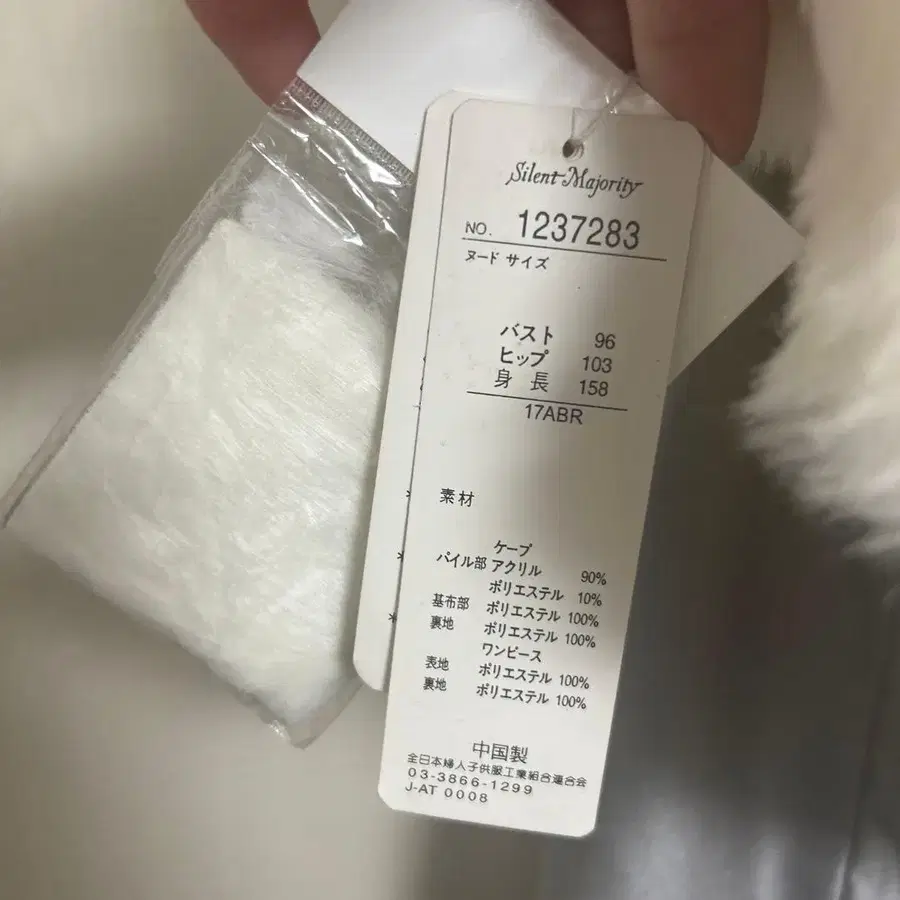 Silent Majority
NO. 1237283
ヌード サイズ
バスト 96
ヒップ 103
身長 158
17ABR
素材
ケープ
パイル部 アクリル 90%
ポリエステル 10%
基布部 ポリエステル 100%
裏地 ポリエステル 100%
ワンピース
表地 ポリエステル 100%
裏地 ポリエステル 100%
中国製
全日本婦人子供服工業組合連合会
03-3866-1299
J-AT 0008
*
*
*